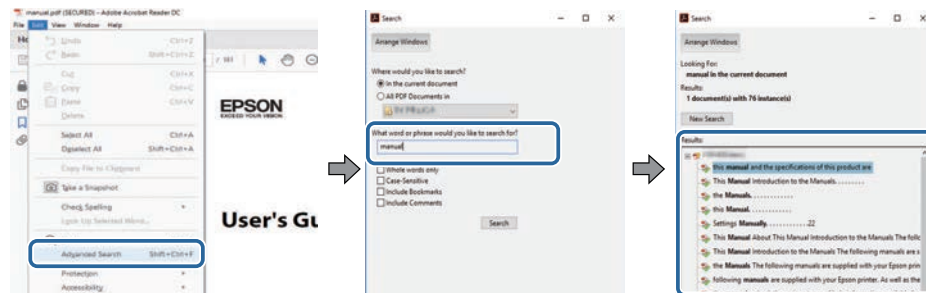 manual.pdf (SECURED) - Adobe Acrobat Reader DC
File Edit View Window Help
Undo Ctrl+Z
Redo Shift+Ctrl+Z
Cut Ctrl+X
Copy Ctrl+C
Paste Ctrl+V
Delete
Select All Ctrl+A
Deselect All Shift+Ctrl+A
Copy File to Clipboard
Take a Snapshot
Check Spelling
Look Up Selected Word...
Advanced Search Shift+Ctrl+F
Protection
Accessibility
/ 181
EPSON
EXCEED YOUR VISION
User's Gu
Search
Arrange Windows
Where would you like to search?
In the current document
All PDF Documents in
What word or phrase would you like to search for?
manual
Whole words only
Case-Sensitive
Include Bookmarks
Include Comments
Search
Search
Arrange Windows
Looking For:
manual in the current document
Results:
1 document(s) with 76 instance(s)
New Search
Results:
this manual and the specifications of this product are
This Manual Introduction to the Manuals. . . . . . . . .
the Manuals. . . . . . . . . . . .
this Manual. . . . . . . . . . . .
Settings Manually. . . . . . . . . . . .22
This Manual About This Manual Introduction to the Manuals The follo
This Manual Introduction to the Manuals The following manuals are s
the Manuals The following manuals are supplied with your Epson prin
following manuals are supplied with your Epson printer. As well as the